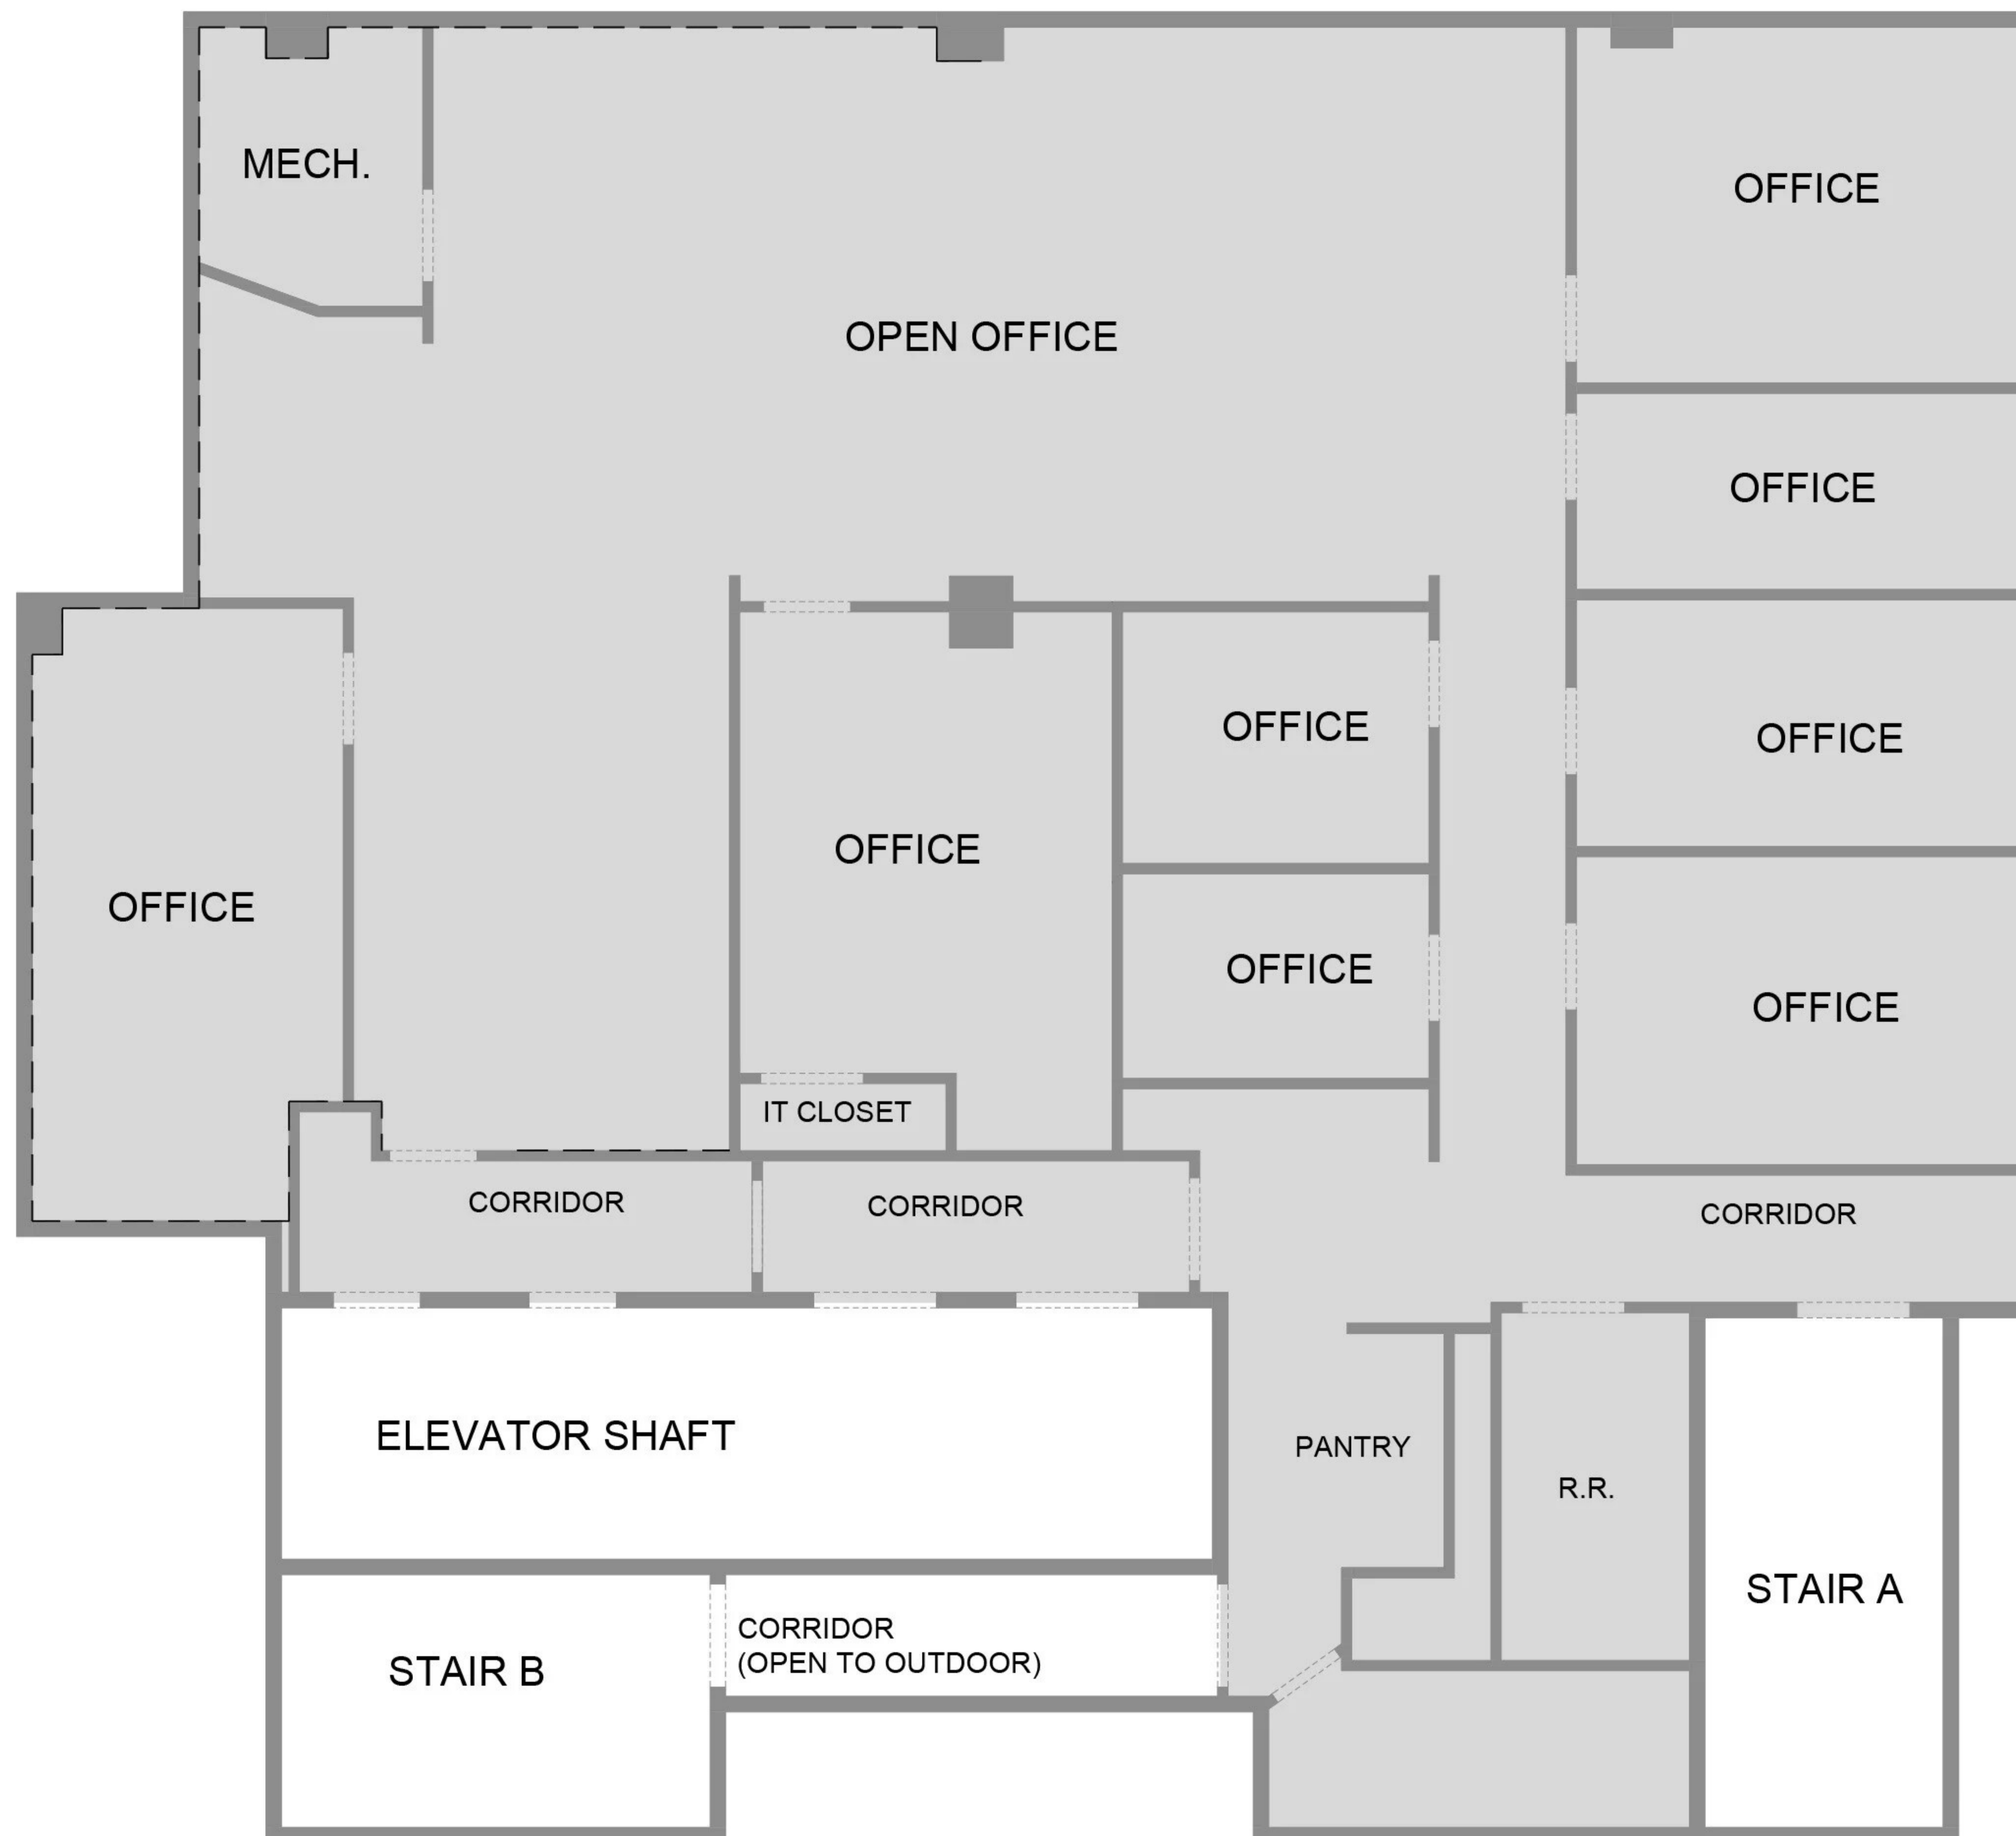 MECH.
OFFICE
OPEN OFFICE
OFFICE
OFFICE
OFFICE
OFFICE
OFFICE
OFFICE
OFFICE
IT CLOSET
CORRIDOR
CORRIDOR
CORRIDOR
ELEVATOR SHAFT
PANTRY
R.R.
STAIR A
CORRIDOR
(OPEN TO OUTDOOR)
STAIR B